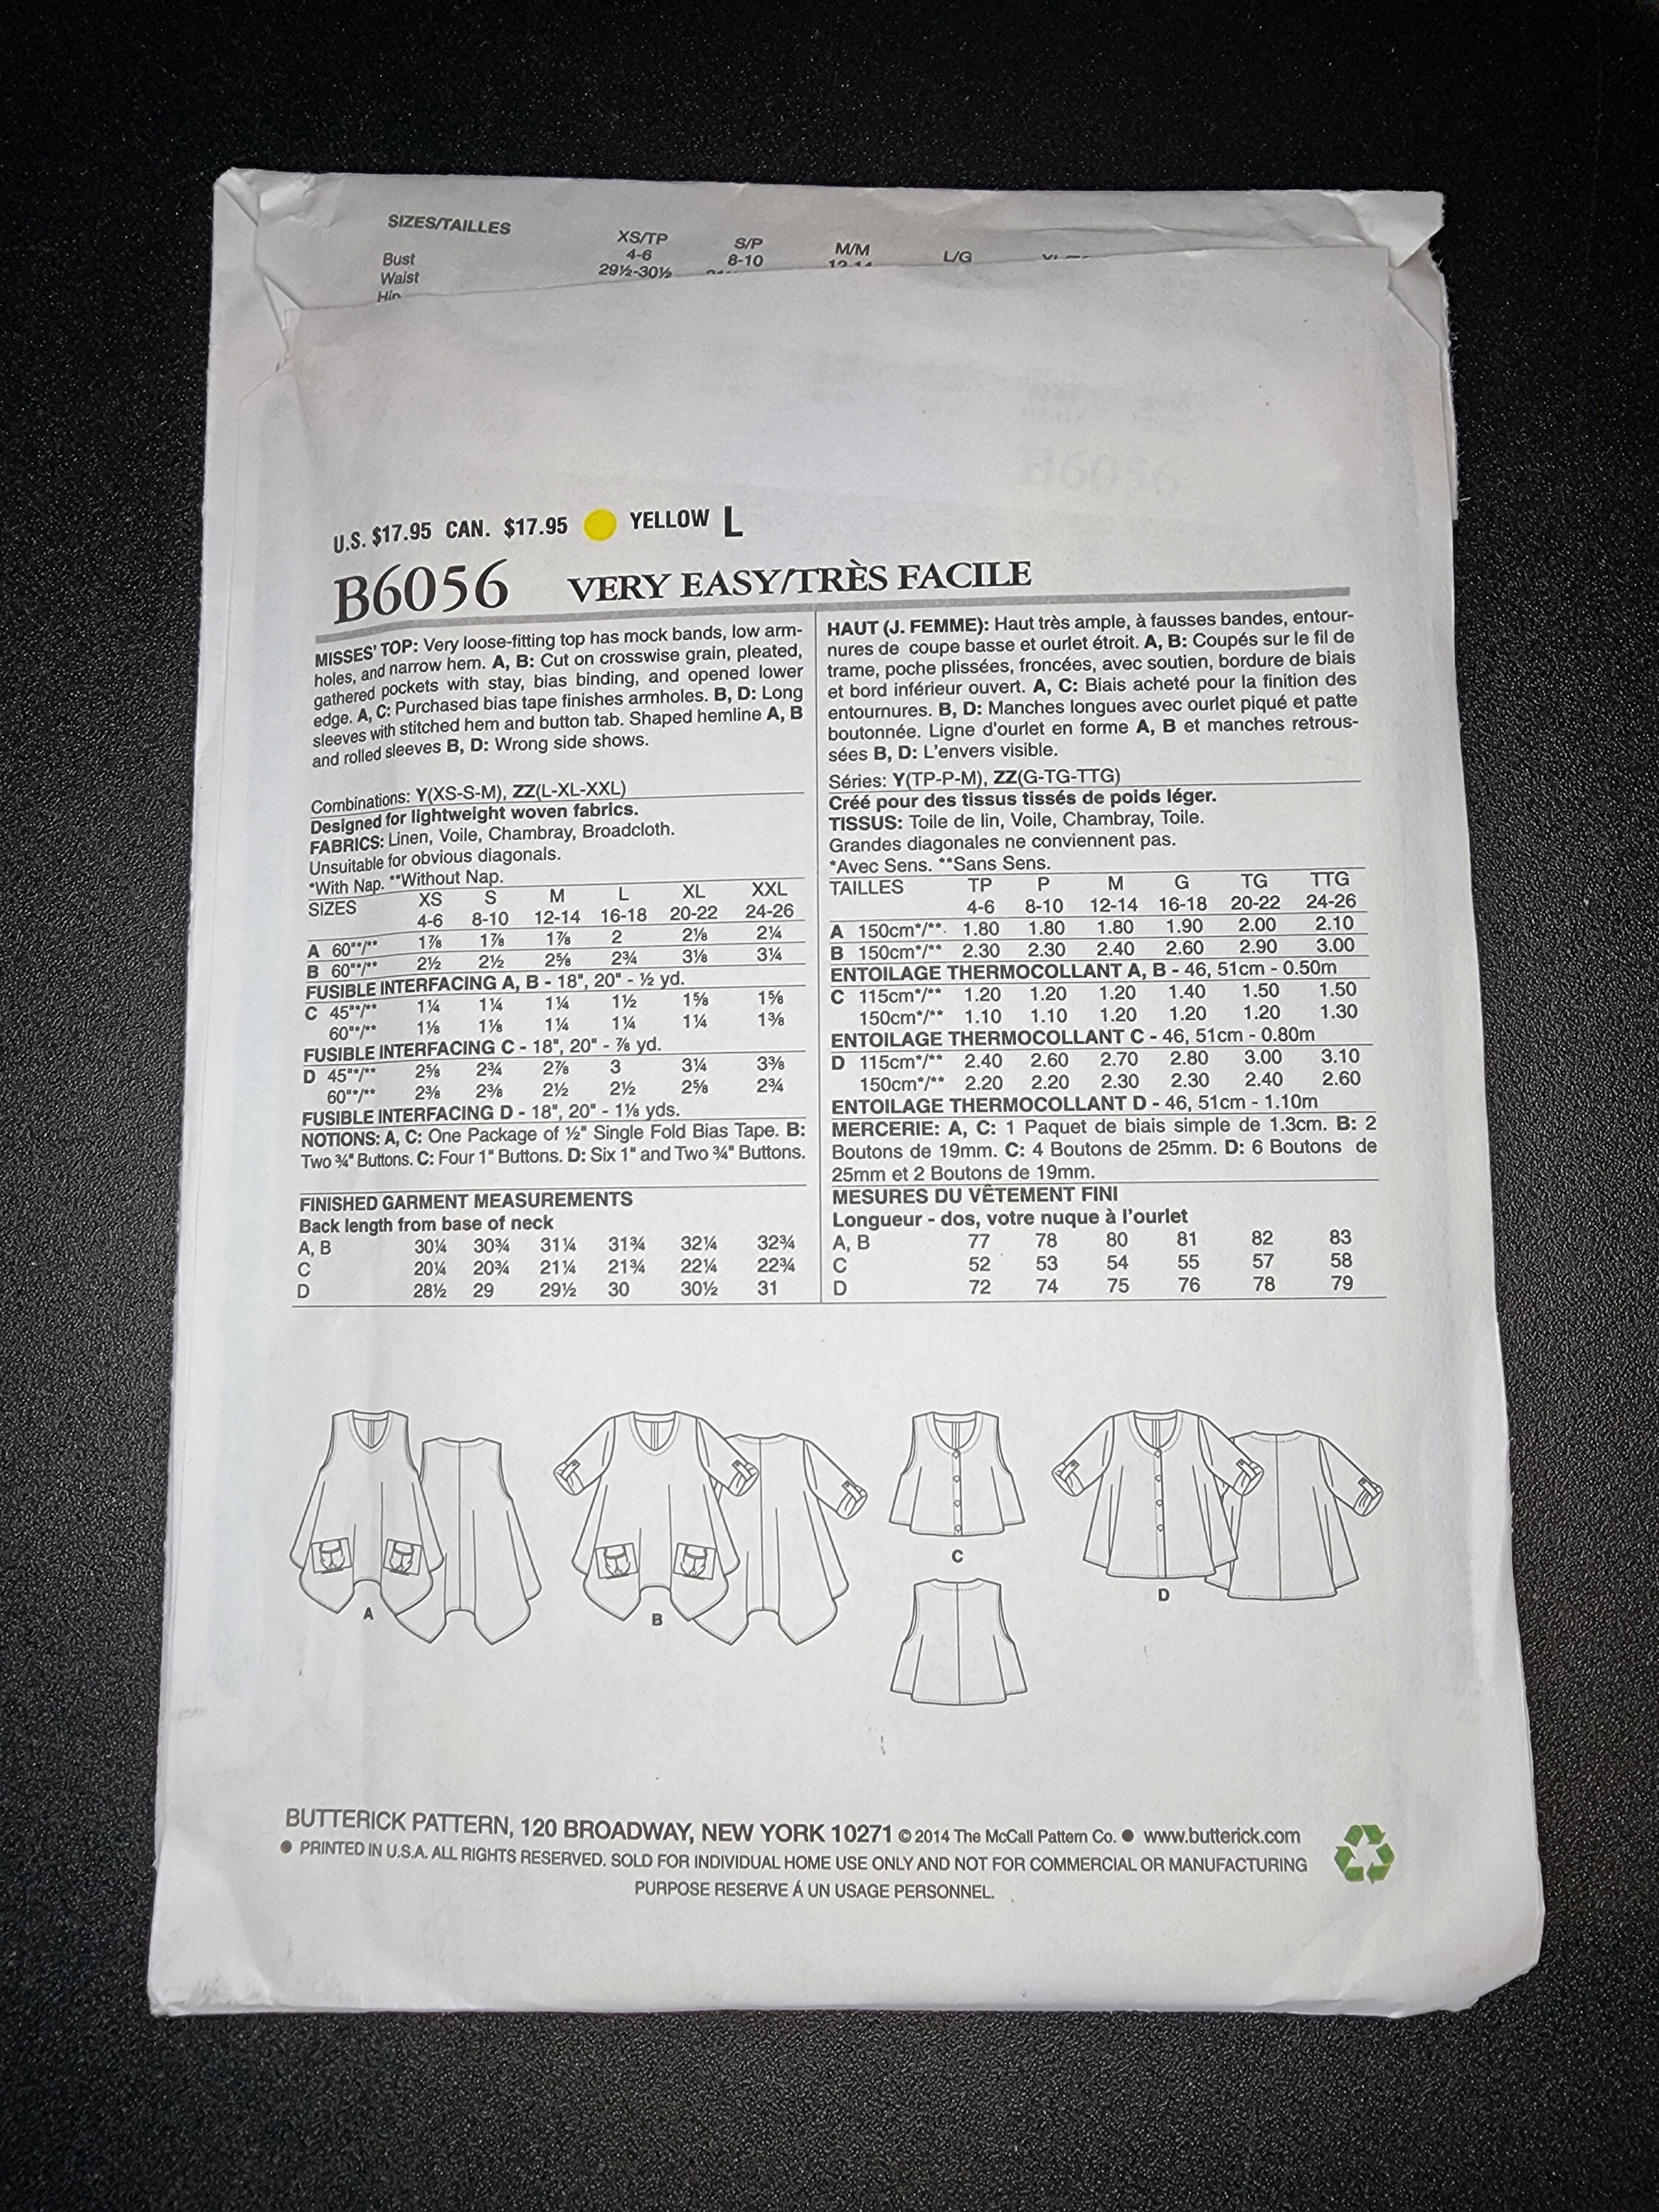 SIZES/TAILLES XS/TP S/P M/M L/G
4-6 8-10 12-14
Bust 29½-30½
Waist
Hip
U.S. $17.95 CAN. $17.95 YELLOW L
B6056 VERY EASY/TRÈS FACILE
MISSES' TOP: Very loose-fitting top has mock bands, low arm-
holes, and narrow hem. A, B: Cut on crosswise grain, pleated,
gathered pockets with stay, bias binding, and opened lower
edge. A, C: Purchased bias tape finishes armholes. B, D: Long
sleeves with stitched hem and button tab. Shaped hemline A, B
and rolled sleeves B, D: Wrong side shows.
Combinations: Y(XS-S-M), ZZ(L-XL-XXL)
Designed for lightweight woven fabrics.
FABRICS: Linen, Voile, Chambray, Broadcloth.
Unsuitable for obvious diagonals.
*With Nap. **Without Nap.
SIZES XS S M L XL XXL
4-6 8-10 12-14 16-18 20-22 24-26
A 60"*/** 1⅞ 1⅞ 1⅞ 2 2⅛ 2¼
B 60"*/** 2½ 2½ 2⅝ 2¾ 3⅛ 3¼
FUSIBLE INTERFACING A, B - 18", 20" - ½ yd.
C 45"*/** 1¼ 1¼ 1¼ 1½ 1⅝ 1⅝
60"*/** 1⅛ 1⅛ 1¼ 1¼ 1¼ 1⅜
FUSIBLE INTERFACING C - 18", 20" - ⅞ yd.
D 45"*/** 2⅝ 2¾ 2⅞ 3 3¼ 3⅜
60"*/** 2⅜ 2⅜ 2½ 2½ 2⅝ 2¾
FUSIBLE INTERFACING D - 18", 20" - 1⅛ yds.
NOTIONS: A, C: One Package of ½" Single Fold Bias Tape. B:
Two ¾" Buttons. C: Four 1" Buttons. D: Six 1" and Two ¾" Buttons.
FINISHED GARMENT MEASUREMENTS
Back length from base of neck
A, B 30¼ 30¾ 31¼ 31¾ 32¼ 32¾
C 20¼ 20¾ 21¼ 21¾ 22¼ 22¾
D 28½ 29 29½ 30 30½ 31
HAUT (J. FEMME): Haut très ample, à fausses bandes, entour-
nures de coupe basse et ourlet étroit. A, B: Coupés sur le fil de
trame, poche plissées, froncées, avec soutien, bordure de biais
et bord inférieur ouvert. A, C: Biais acheté pour la finition des
entournures. B, D: Manches longues avec ourlet piqué et patte
boutonnée. Ligne d'ourlet en forme A, B et manches retrous-
sées B, D: L'envers visible.
Séries: Y(TP-P-M), ZZ(G-TG-TTG)
Créé pour des tissus tissés de poids léger.
TISSUS: Toile de lin, Voile, Chambray, Toile.
Grandes diagonales ne conviennent pas.
*Avec Sens. **Sans Sens.
TAILLES TP P M G TG TTG
4-6 8-10 12-14 16-18 20-22 24-26
A 150cm*/**. 1.80 1.80 1.80 1.90 2.00 2.10
B 150cm*/** 2.30 2.30 2.40 2.60 2.90 3.00
ENTOILAGE THERMOCOLLANT A, B - 46, 51cm - 0.50m
C 115cm*/** 1.20 1.20 1.20 1.40 1.50 1.50
150cm*/** 1.10 1.10 1.20 1.20 1.20 1.30
ENTOILAGE THERMOCOLLANT C - 46, 51cm - 0.80m
D 115cm*/** 2.40 2.60 2.70 2.80 3.00 3.10
150cm*/** 2.20 2.20 2.30 2.30 2.40 2.60
ENTOILAGE THERMOCOLLANT D - 46, 51cm - 1.10m
MERCERIE: A, C: 1 Paquet de biais simple de 1.3cm. B: 2
Boutons de 19mm. C: 4 Boutons de 25mm. D: 6 Boutons de
25mm et 2 Boutons de 19mm.
MESURES DU VÊTEMENT FINI
Longueur - dos, votre nuque à l'ourlet
A, B 77 78 80 81 82 83
C 52 53 54 55 57 58
D 72 74 75 76 78 79
A
B
C
D
BUTTERICK PATTERN, 120 BROADWAY, NEW YORK 10271 © 2014 The McCall Pattern Co. ● www.butterick.com
● PRINTED IN U.S.A. ALL RIGHTS RESERVED. SOLD FOR INDIVIDUAL HOME USE ONLY AND NOT FOR COMMERCIAL OR MANUFACTURING
PURPOSE RESERVE Á UN USAGE PERSONNEL.